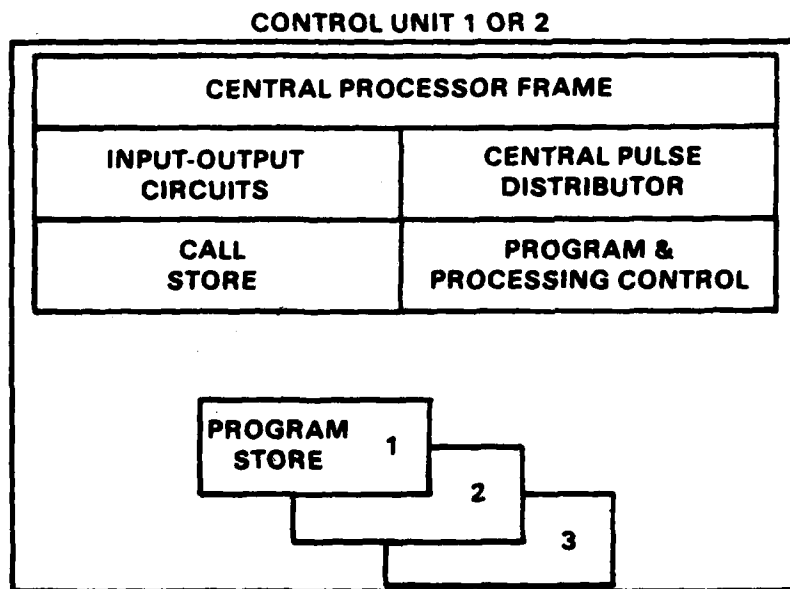 CONTROL UNIT 1 OR 2
CENTRAL PROCESSOR FRAME
INPUT-OUTPUT
CIRCUITS
CENTRAL PULSE
DISTRIBUTOR
CALL
STORE
PROGRAM &
PROCESSING CONTROL
PROGRAM
STORE
1
2
3